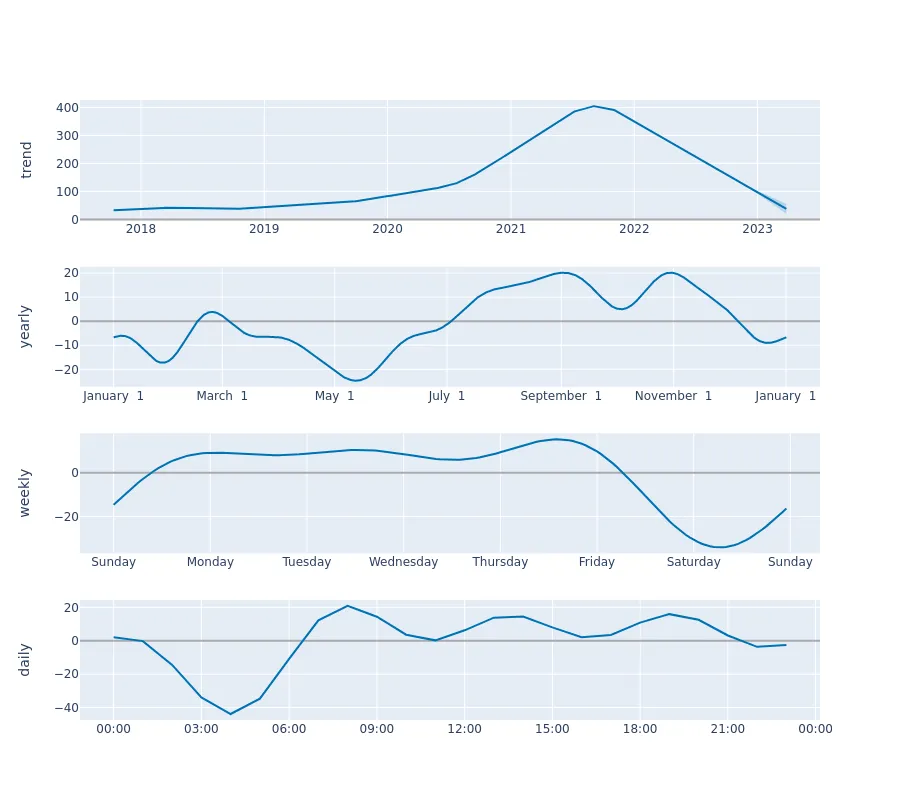 trend
400
300
200
100
0
2018 2019 2020 2021 2022 2023
yearly
20
10
0
−10
−20
January 1 March 1 May 1 July 1 September 1 November 1 January 1
weekly
0
−20
Sunday Monday Tuesday Wednesday Thursday Friday Saturday Sunday
daily
20
0
−20
−40
00:00 03:00 06:00 09:00 12:00 15:00 18:00 21:00 00:00